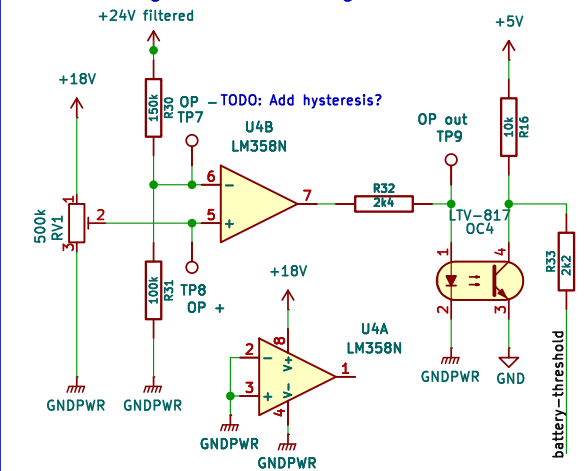 +24V filtered
+5V
+18V
150k
R30
OP -
TODO: Add hysteresis?
TP7
U4B
LM358N
OP out
TP9
10k
R16
6
-
7
R32
2k4
500k
RV1
1
2
3
5
+
LTV-817
OC4
1
4
2
3
R33
2k2
100k
R31
TP8
OP +
+18V
U4A
LM358N
8
V+
2
-
1
3
+
V-
4
GNDPWR
GNDPWR
GNDPWR
GNDPWR
GNDPWR
GND
battery-threshold